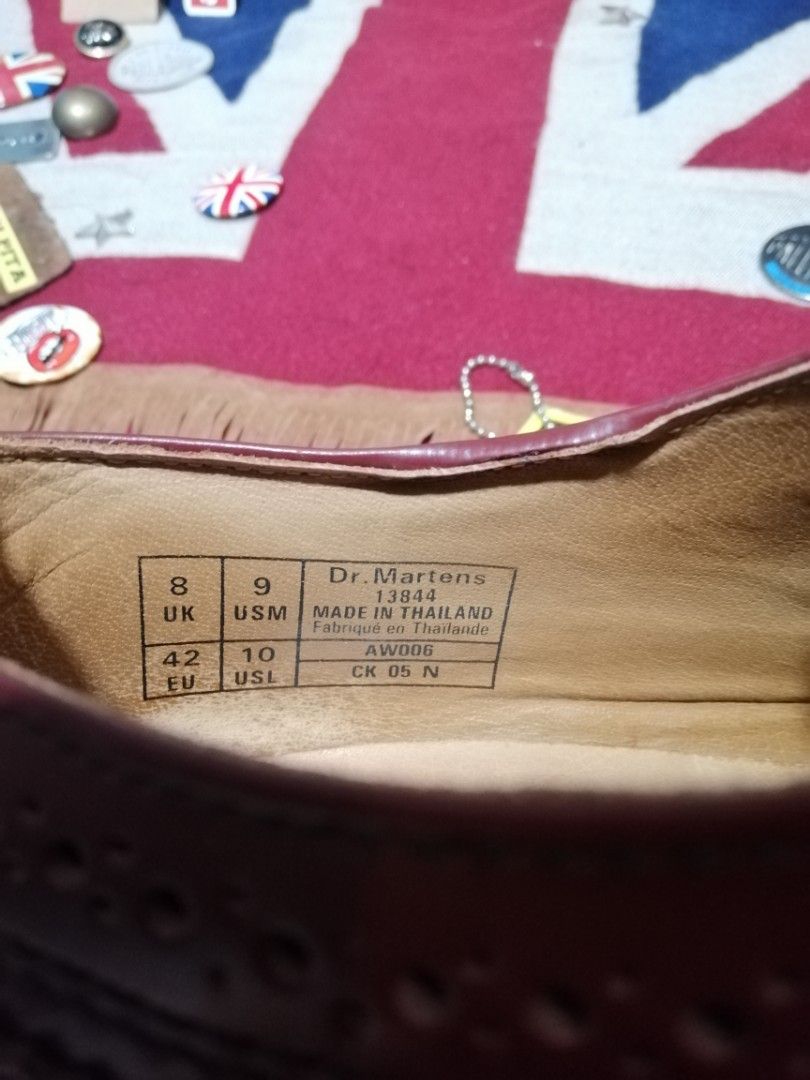 8
UK
9
USM
42
EU
10
USL
Dr. Martens
13844
MADE IN THAILAND
Fabriqué en Thaïlande
AW006
CK 05 N
PITA